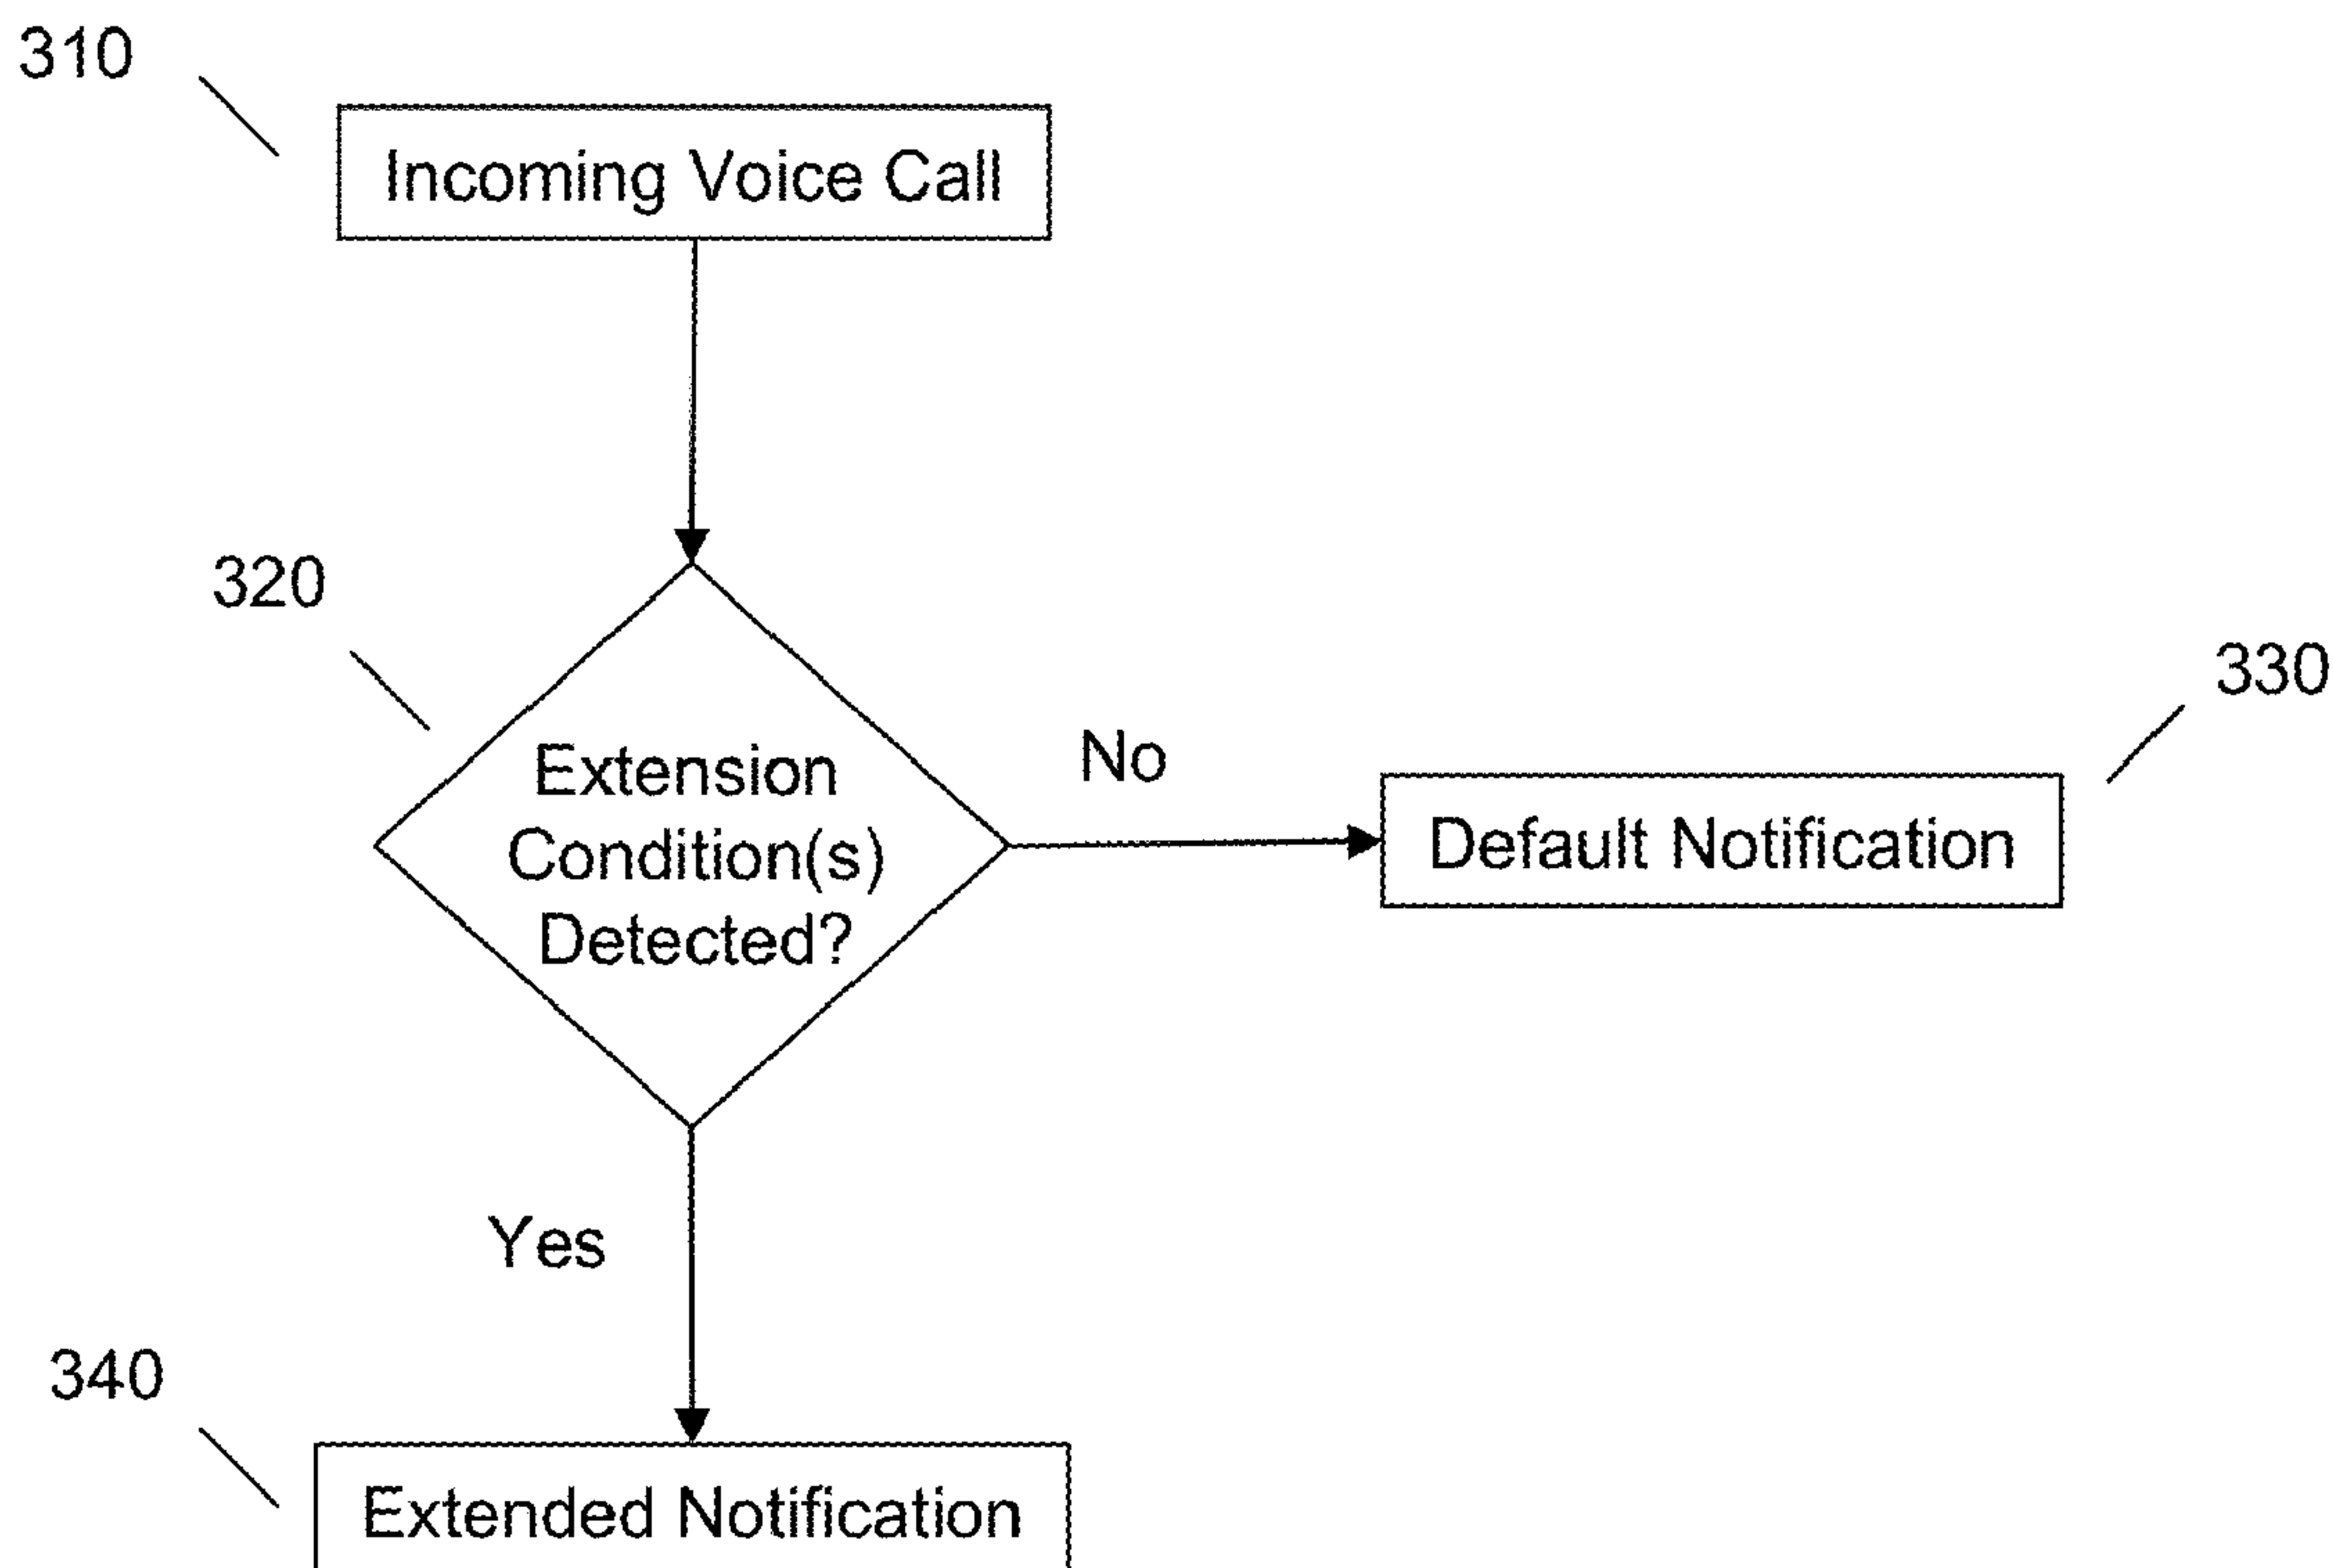 310
Incoming Voice Call
320
Extension
Condition(s)
Detected?
No
330
Default Notification
Yes
340
Extended Notification